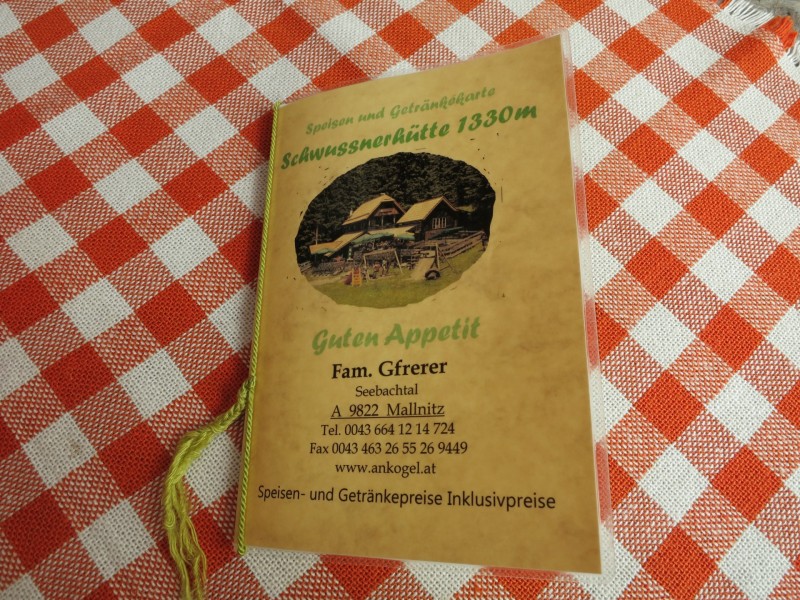 Speisen und Getränkekarte
Schwussnerhütte 1330m
Guten Appetit
Fam. Gfrerer
Seebachtal
A 9822 Mallnitz
Tel. 0043 664 12 14 724
Fax 0043 463 26 55 26 9449
www.ankogel.at
Speisen- und Getränkepreise Inklusivpreise